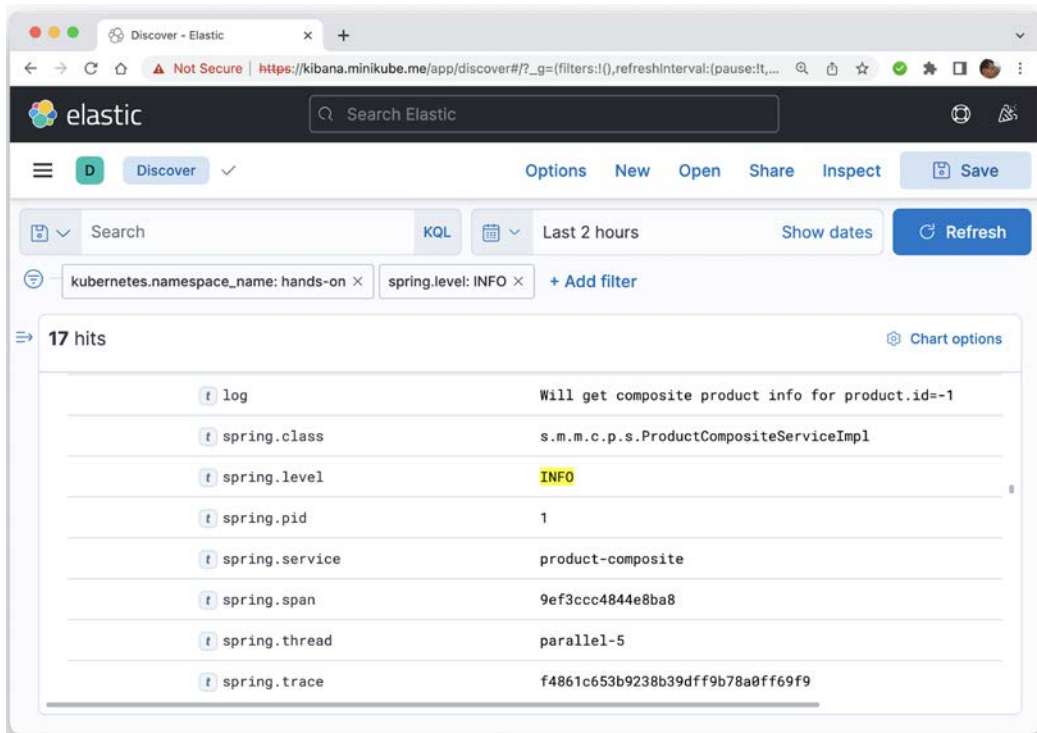 Discover - Elastic
Not Secure | https://kibana.minikube.me/app/discover#/?_g=(filters:!(),refreshInterval:(pause:!t,...
elastic
Search Elastic
D Discover Options New Open Share Inspect Save
Search KQL Last 2 hours Show dates Refresh
kubernetes.namespace_name: hands-on × spring.level: INFO × + Add filter
17 hits Chart options
t log Will get composite product info for product.id=-1
t spring.class s.m.m.c.p.s.ProductCompositeServiceImpl
t spring.level INFO
t spring.pid 1
t spring.service product-composite
t spring.span 9ef3ccc4844e8ba8
t spring.thread parallel-5
t spring.trace f4861c653b9238b39dff9b78a0ff69f9